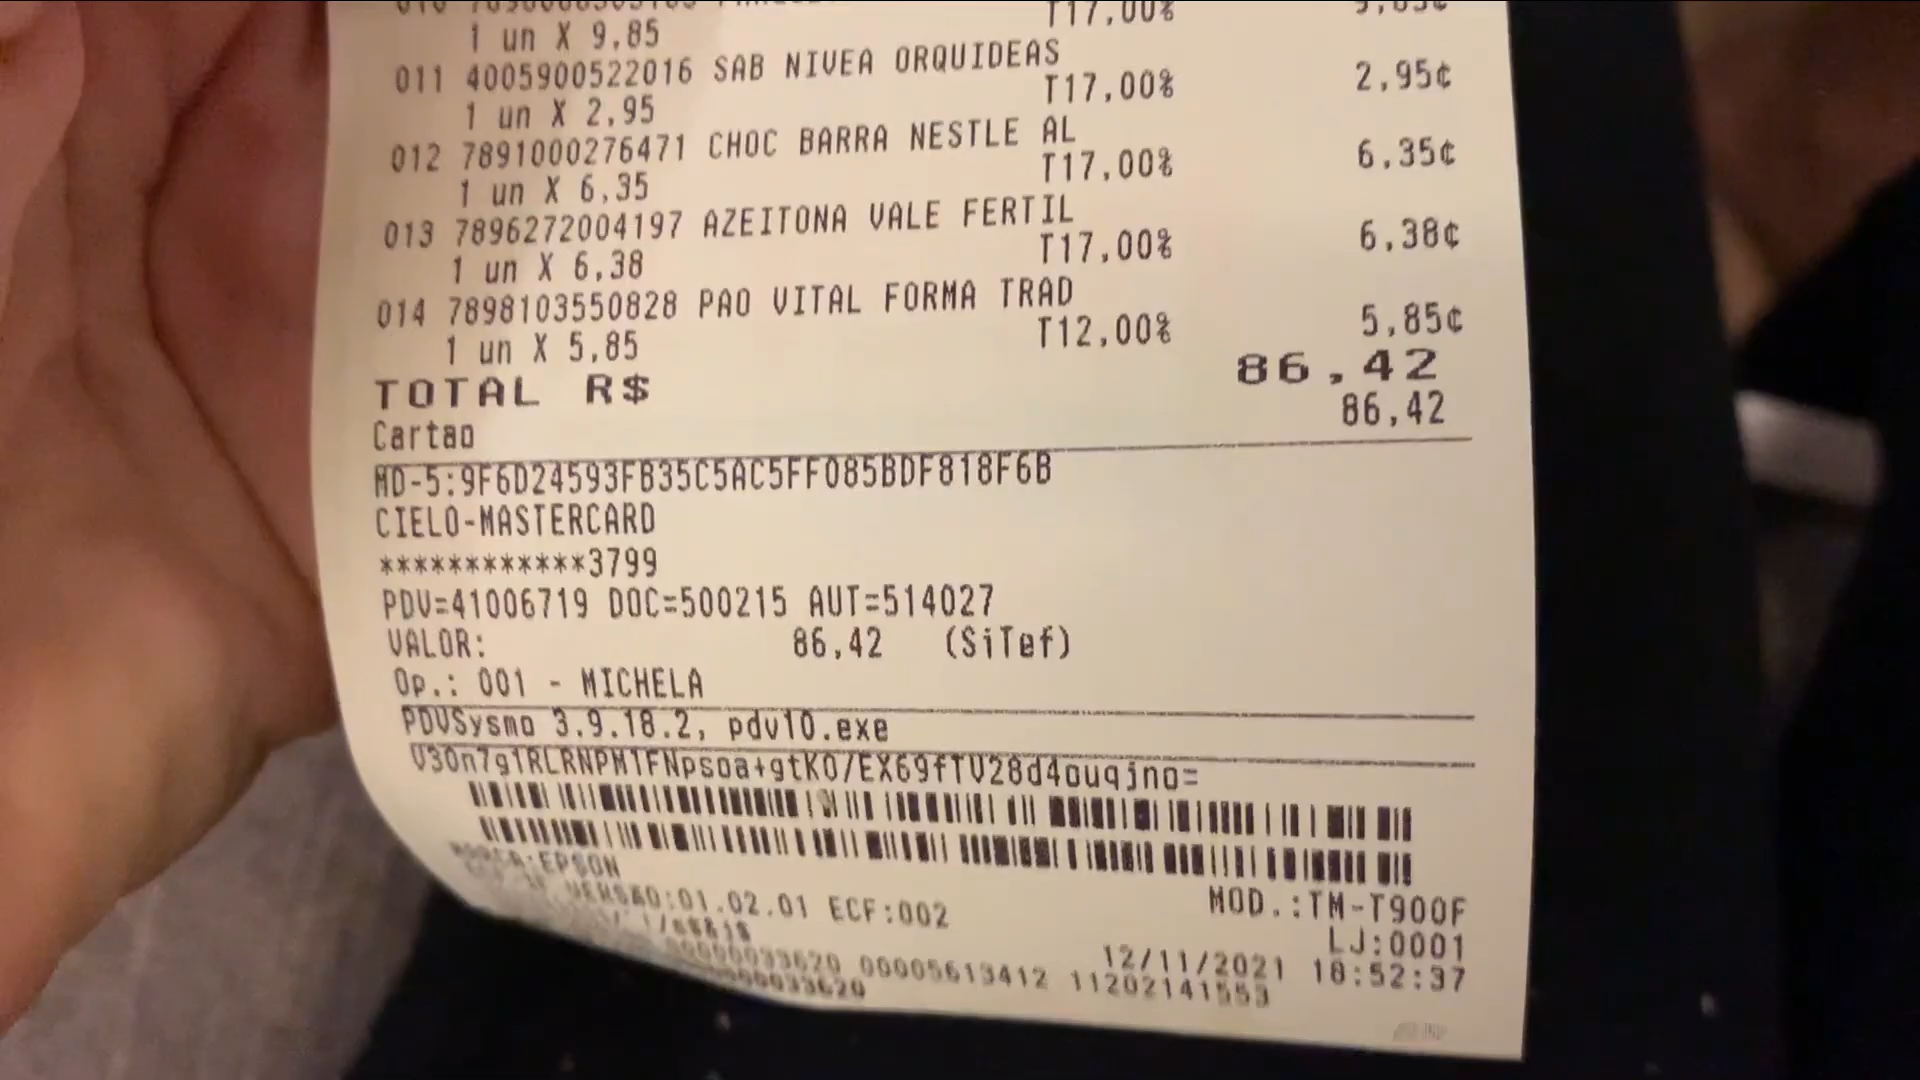 010
T17,00%
1 un X 9,85
011 4005900522016 SAB NIVEA ORQUIDEAS
T17,00% 2,95¢
1 un X 2,95
012 7891000276471 CHOC BARRA NESTLE AL
T17,00% 6,35¢
1 un X 6,35
013 7896272004197 AZEITONA VALE FERTIL
T17,00% 6,38¢
1 un X 6,38
014 7898103550828 PAO VITAL FORMA TRAD
T12,00% 5,85¢
1 un X 5,85
TOTAL R$ 86,42
Cartao 86,42
MD-5:9F6D24593FB35C5AC5FF085BDF818F6B
CIELO-MASTERCARD
************3799
PDV=41006719 DOC=500215 AUT=514027
VALOR: 86,42 (SiTef)
Op.: 001 - MICHELA
PDVSysmo 3.9.18.2, pdv10.exe
V30n7g1RLRNPM1FNpsoa+gtKO/EX69fTV28d4ouqjno=
EPSON MOD.:TM-T900F
VERSAO:01.02.01 ECF:002 LJ:0001
12/11/2021 18:52:37
00005613412 11202141553